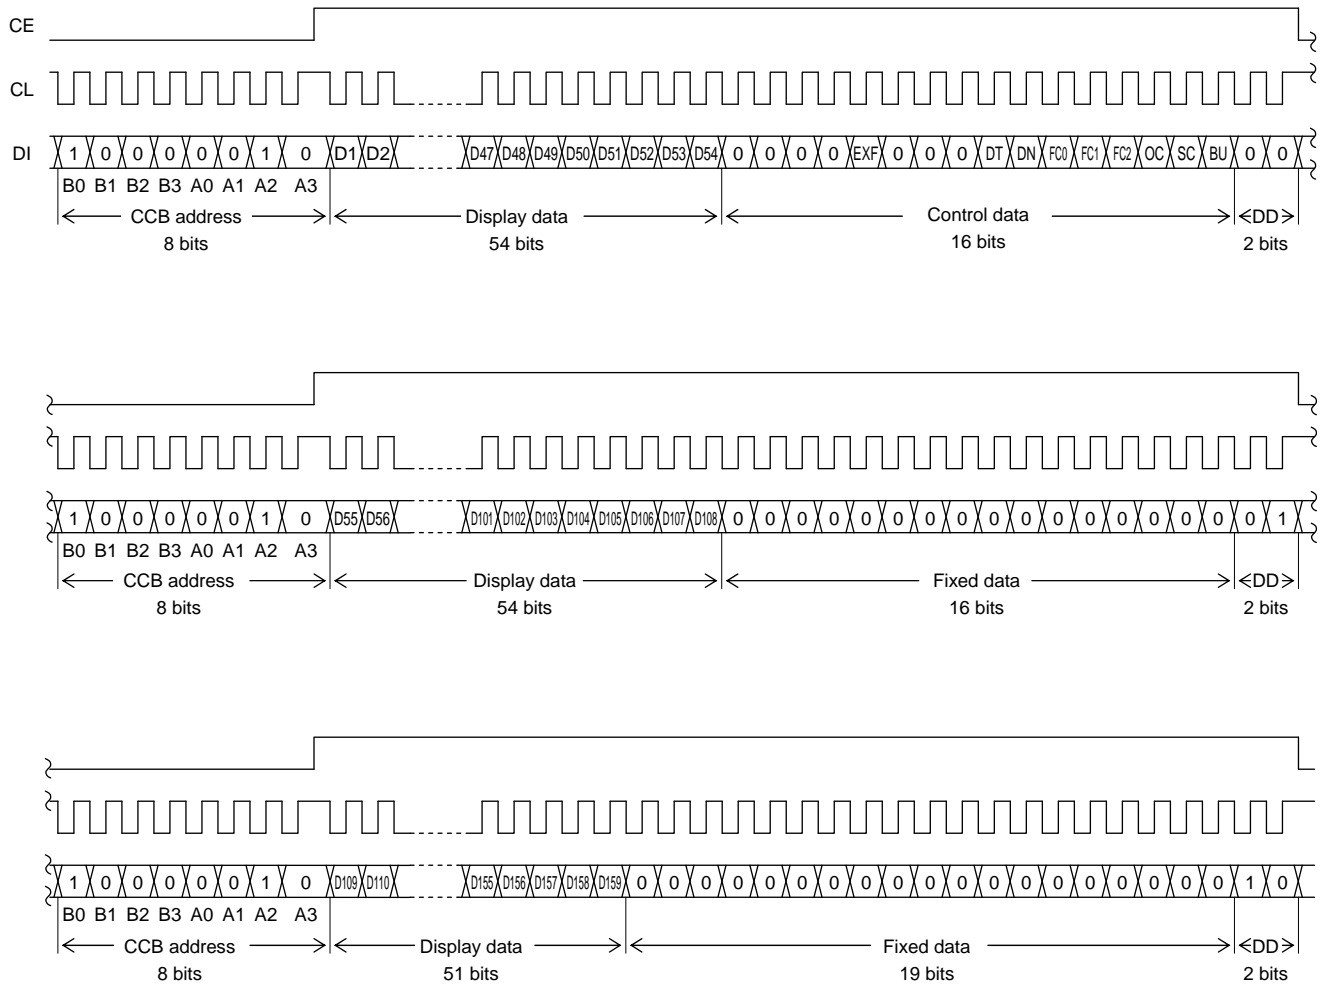 CE
CL
DI 1 0 0 0 0 0 1 0 D1 D2 D47 D48 D49 D50 D51 D52 D53 D54 0 0 0 0 EXF 0 0 0 DT DN FC0 FC1 FC2 OC SC BU 0 0
B0 B1 B2 B3 A0 A1 A2 A3
CCB address Display data Control data DD
8 bits 54 bits 16 bits 2 bits
1 0 0 0 0 0 1 0 D55 D56 D101 D102 D103 D104 D105 D106 D107 D108 0 0 0 0 0 0 0 0 0 0 0 0 0 0 0 0 0 1
B0 B1 B2 B3 A0 A1 A2 A3
CCB address Display data Fixed data DD
8 bits 54 bits 16 bits 2 bits
1 0 0 0 0 0 1 0 D109 D110 D155 D156 D157 D158 D159 0 0 0 0 0 0 0 0 0 0 0 0 0 0 0 0 0 0 0 1 0
B0 B1 B2 B3 A0 A1 A2 A3
CCB address Display data Fixed data DD
8 bits 51 bits 19 bits 2 bits